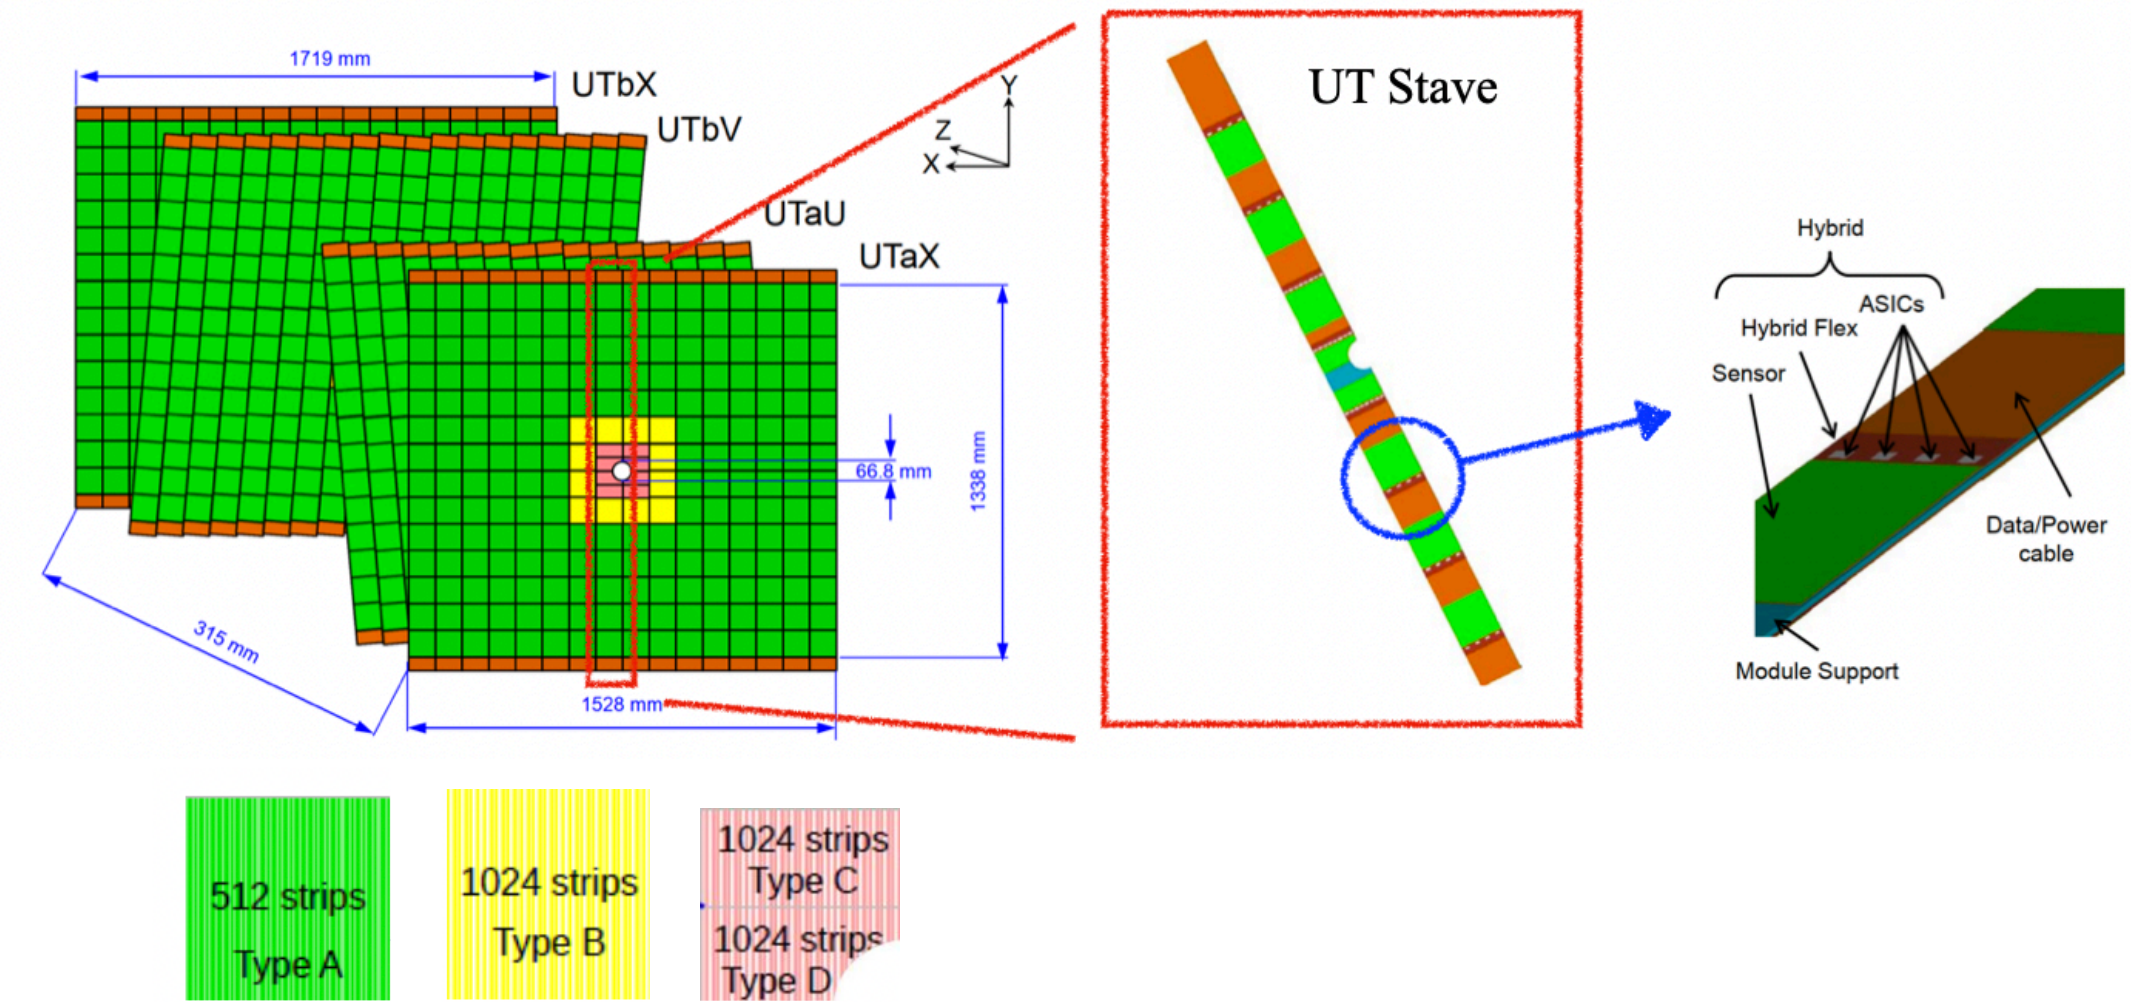 1719 mm
UTbX
UTbV
UTaU
UTaX
Y
Z
X
66.8 mm
1338 mm
315 mm
1528 mm
UT Stave
Hybrid
ASICs
Hybrid Flex
Sensor
Data/Power
cable
Module Support
512 strips
Type A
1024 strips
Type B
1024 strips
Type C
1024 strips
Type D